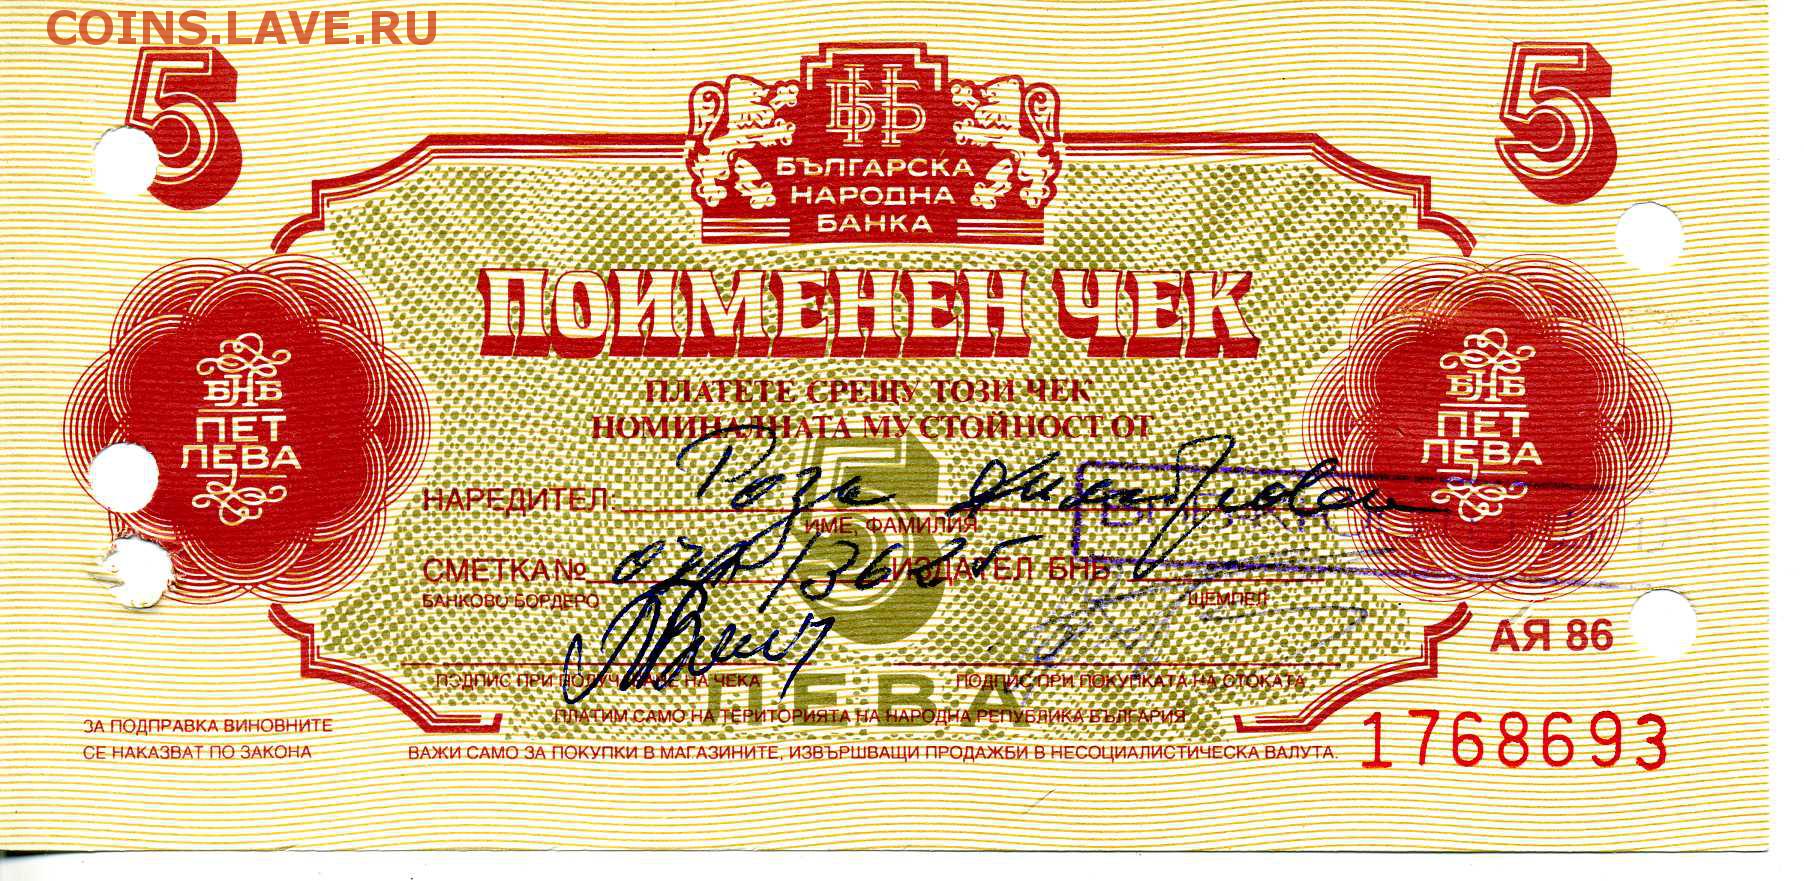 COINS.LAVE.RU
5 5
БНБ
БЪЛГАРСКА
НАРОДНА
БАНКА
ПОИМЕНЕН ЧЕК
ПЛАТЕТЕ СРЕЩУ ТОЗИ ЧЕК
НОМИНАЛНАТА МУ СТОЙНОСТ ОТ
БНБ
ПЕТ
ЛЕВА
БНБ
ПЕТ
ЛЕВА
5
НАРЕДИТЕЛ: Роза
ИМЕ, ФАМИЛИЯ
СМЕТКА № 13625 ИЗДАТЕЛ БНБ
БАНКОВО БОРДЕРО ЩЕМПЕЛ
АЯ 86
ПОДПИС ПРИ ПОЛУЧАВАНЕ НА ЧЕКА ПОДПИС ПРИ ПОКУПКАТА НА СТОКАТА
ЛЕВА
ПЛАТИМ САМО НА ТЕРИТОРИЯТА НА НАРОДНА РЕПУБЛИКА БЪЛГАРИЯ
ЗА ПОДПРАВКА ВИНОВНИТЕ
СЕ НАКАЗВАТ ПО ЗАКОНА
ВАЖИ САМО ЗА ПОКУПКИ В МАГАЗИНИТЕ, ИЗВЪРШВАЩИ ПРОДАЖБИ В НЕСОЦИАЛИСТИЧЕСКА ВАЛУТА.
1768693